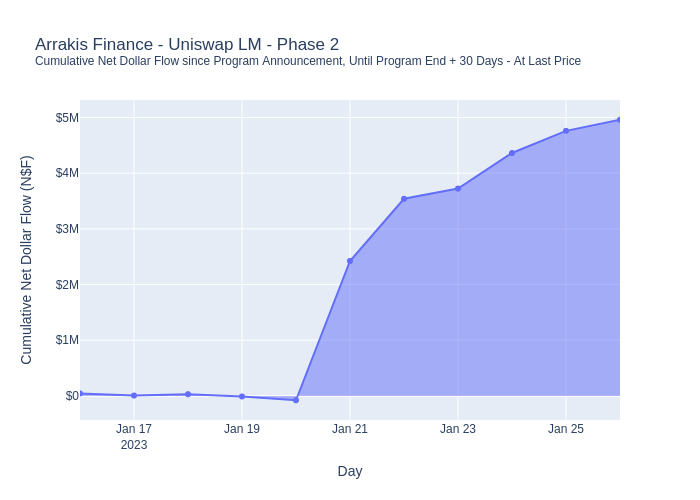 Arrakis Finance - Uniswap LM - Phase 2
Cumulative Net Dollar Flow since Program Announcement, Until Program End + 30 Days - At Last Price
Cumulative Net Dollar Flow (N$F)
$5M
$4M
$3M
$2M
$1M
$0
Jan 17 Jan 19 Jan 21 Jan 23 Jan 25
2023
Day